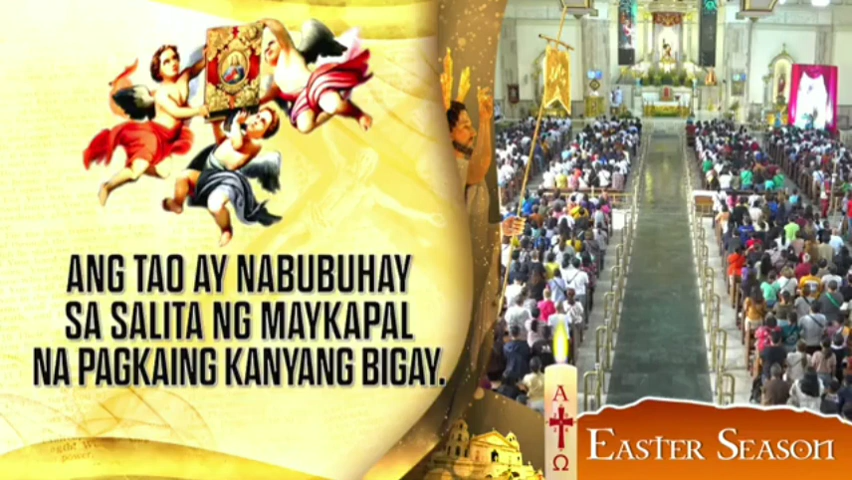 ANG TAO AY NABUBUHAY
SA SALITA NG MAYKAPAL
NA PAGKAING KANYANG BIGAY.
Α
Ω
EASTER SEASON